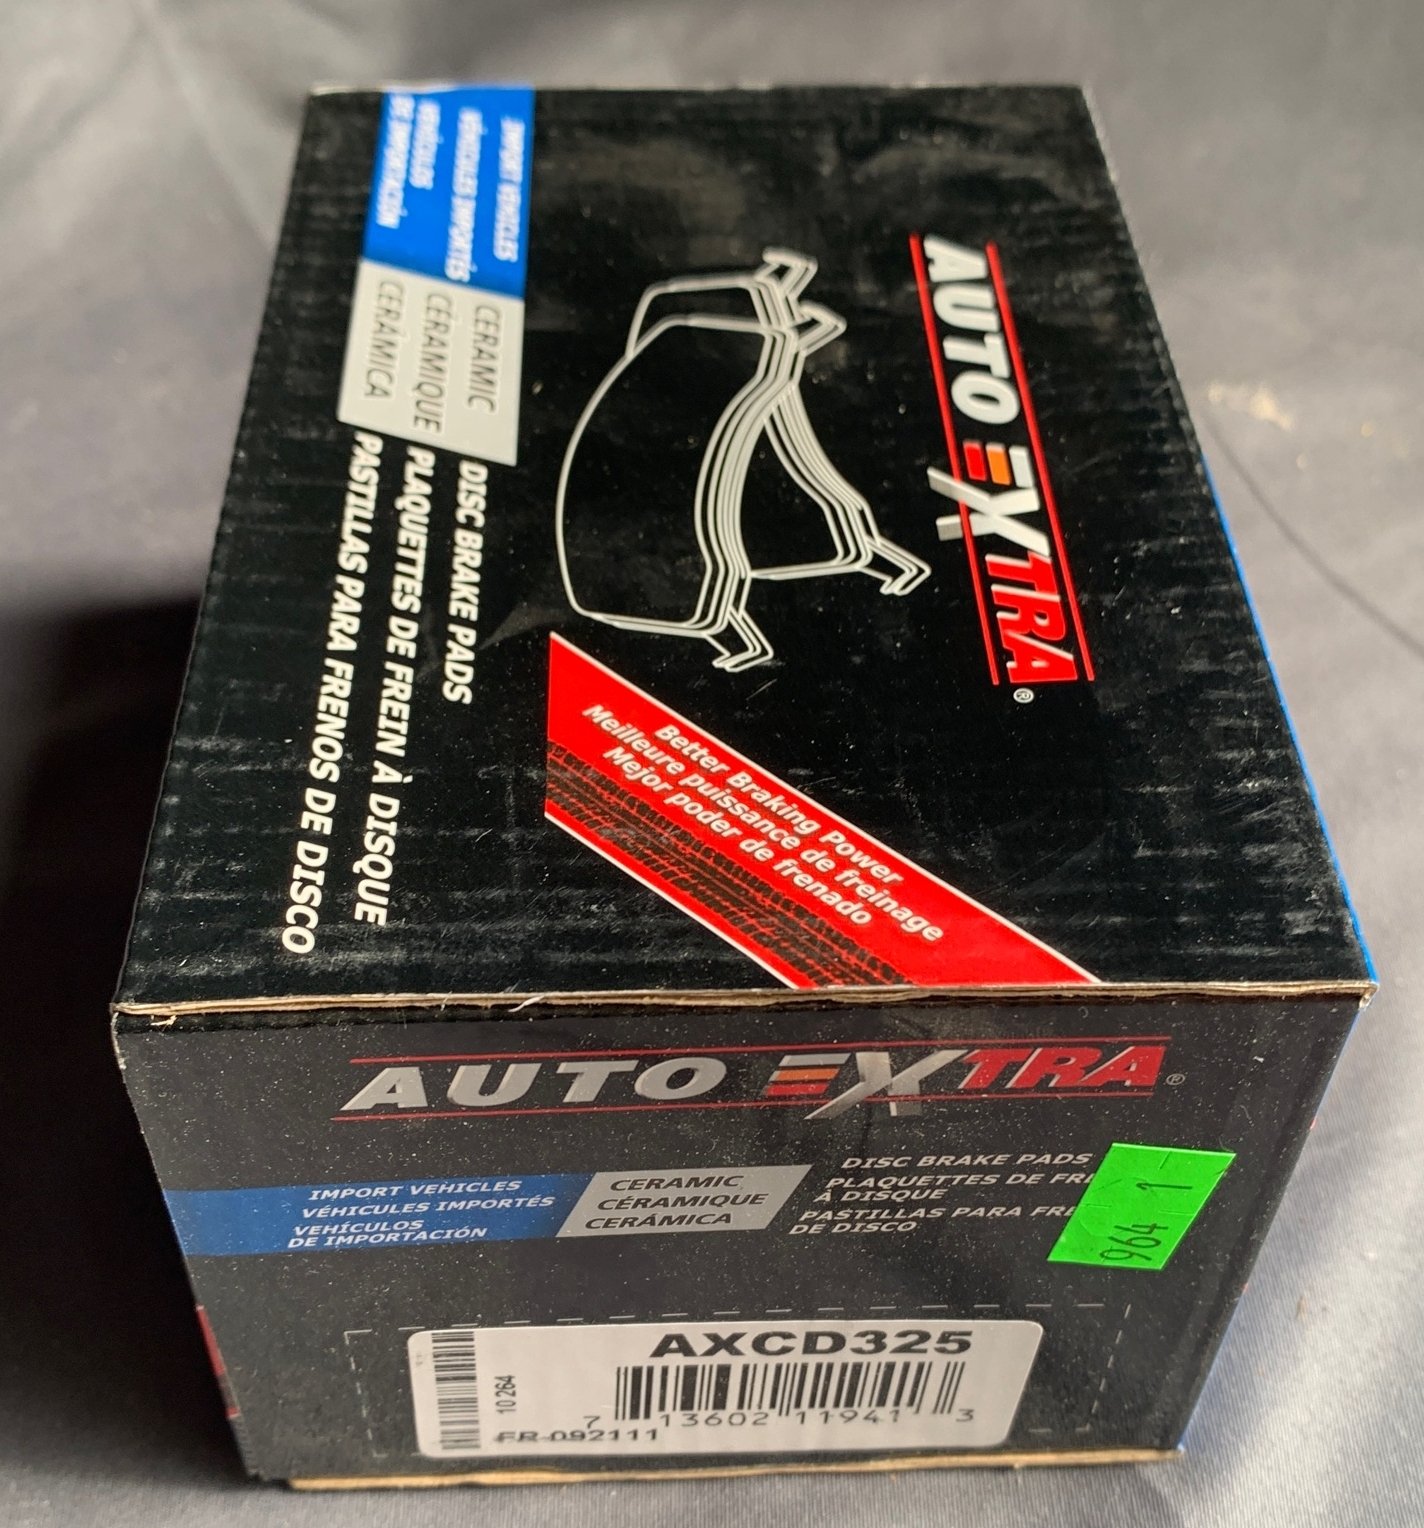 AUTO EXTRA®
Better Braking Power
Meilleure puissance de freinage
Mejor poder de frenado
IMPORT VEHICLES
VÉHICULES IMPORTÉS
VEHÍCULOS
DE IMPORTACIÓN
CERAMIC
CÉRAMIQUE
CERÁMICA
DISC BRAKE PADS
PLAQUETTES DE FREIN À DISQUE
PASTILLAS PARA FRENOS DE DISCO
AUTO EXTRA®
IMPORT VEHICLES
VÉHICULES IMPORTÉS
VEHÍCULOS
DE IMPORTACIÓN
CERAMIC
CÉRAMIQUE
CERÁMICA
DISC BRAKE PADS
PLAQUETTES DE FRE
À DISQUE
PASTILLAS PARA FRE
DE DISCO
964 1
AXCD325
10264
7 13602 11941 3
FR-092111